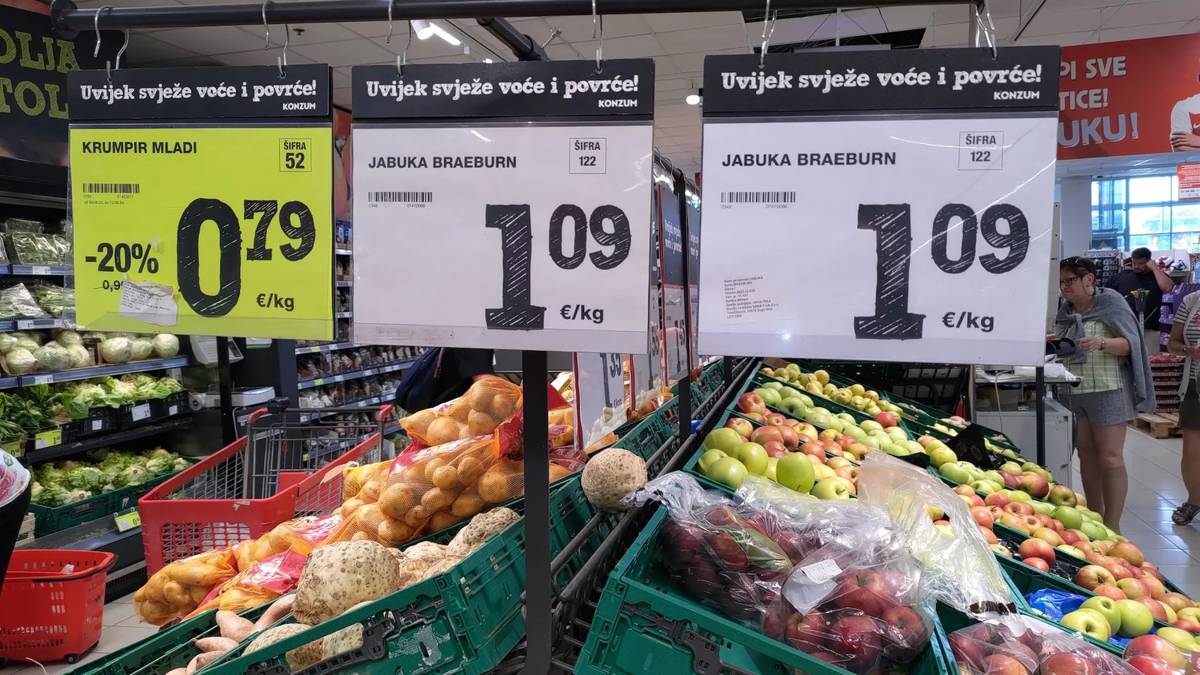 OLJA
TOL
Uvijek svježe voće i povrće!
KONZUM
KRUMPIR MLADI
ŠIFRA
52
-20%
0,79
€/kg
Uvijek svježe voće i povrće!
KONZUM
JABUKA BRAEBURN
ŠIFRA
122
1 09
€/kg
Uvijek svježe voće i povrće!
KONZUM
JABUKA BRAEBURN
ŠIFRA
122
1 09
€/kg
PI SVE
TICE!
UKU!